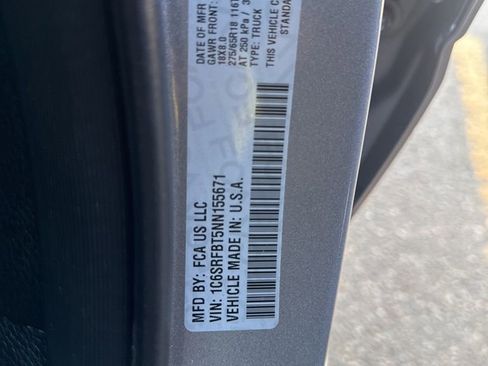 MFD BY: FCA US LLC
VIN: 1C6SRFBT5NN155671
VEHICLE MADE IN U.S.A.
DATE OF MFR
GAWR FRONT:
18X8.0
275/65R18 116T
AT 250 kPa / 3
TYPE: TRUCK
THIS VEHICLE C
STANDA